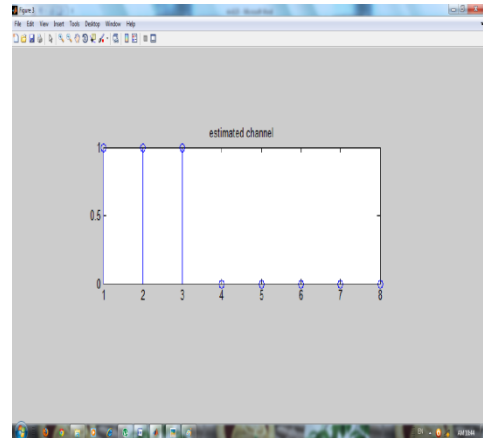 Figure 3
File Edit View Insert Tools Desktop Window Help
estimated channel
1
0.5
0
1 2 3 4 5 6 7 8
EN